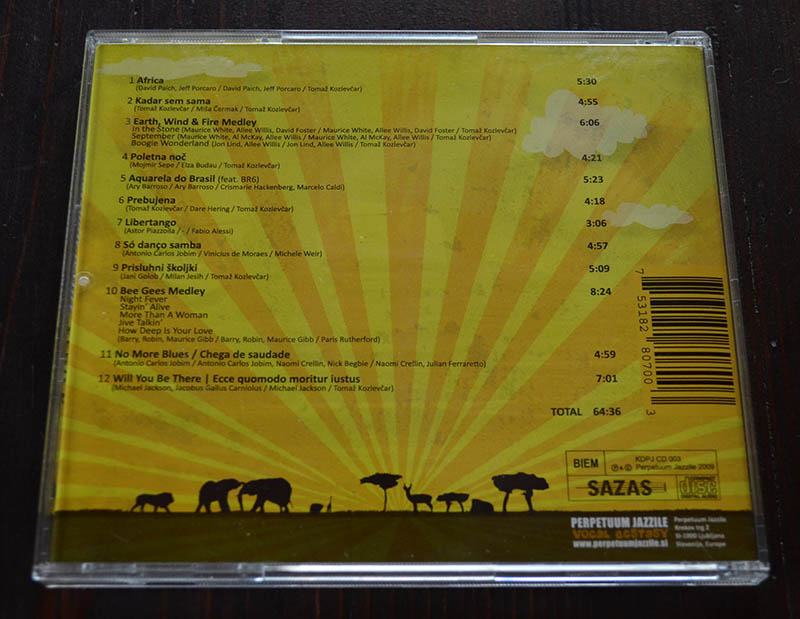 1 Africa 5:30
(David Paich, Jeff Porcaro / David Paich, Jeff Porcaro / Tomaž Kozlevčar)
2 Kadar sem sama 4:55
(Tomaž Kozlevčar / Miša Čermak / Tomaž Kozlevčar)
3 Earth, Wind & Fire Medley 6:06
In the Stone (Maurice White, Allee Willis, David Foster / Maurice White, Allee Willis, David Foster / Tomaž Kozlevčar)
September (Maurice White, Al McKay, Allee Willis / Maurice White, Al McKay, Allee Willis / Tomaž Kozlevčar)
Boogie Wonderland (Jon Lind, Allee Willis / Jon Lind, Allee Willis / Tomaž Kozlevčar)
4 Poletna noč 4:21
(Mojmir Sepe / Elza Budau / Tomaž Kozlevčar)
5 Aquarela do Brasil (feat. BR6) 5:23
(Ary Barroso / Ary Barroso / Crismarie Hackenberg, Marcelo Caldi)
6 Prebujena 4:18
(Tomaž Kozlevčar / Dare Hering / Tomaž Kozlevčar)
7 Libertango 3:06
(Astor Piazzolla / - / Fabio Alessi)
8 Só danço samba 4:57
(Antonio Carlos Jobim / Vinicius de Moraes / Michele Weir)
9 Prisluhni školjki 5:09
(Jani Golob / Milan Jesih / Tomaž Kozlevčar)
10 Bee Gees Medley 8:24
Night Fever
Stayin' Alive
More Than A Woman
Jive Talkin'
How Deep Is Your Love
(Barry, Robin, Maurice Gibb / Barry, Robin, Maurice Gibb / Paris Rutherford)
11 No More Blues / Chega de saudade 4:59
(Antonio Carlos Jobim / Antonio Carlos Jobim, Naomi Crellin, Nick Begbie / Naomi Crellin, Julian Ferraretto)
12 Will You Be There | Ecce quomodo moritur iustus 7:01
(Michael Jackson, Jacobus Gallus Carniolus / Michael Jackson / Tomaž Kozlevčar)
TOTAL 64:36
7 53182 80700 3
BIEM
KDPJ CD 003
℗ & © Perpetuum Jazzile 2009
SAZAS
disc
DIGITAL AUDIO
PERPETUUM JAZZILE
VOCAL ECSTASY
www.perpetuumjazzile.si
Perpetuum Jazzile
Krekov trg 2
SI-1000 Ljubljana
Slovenija, Europe